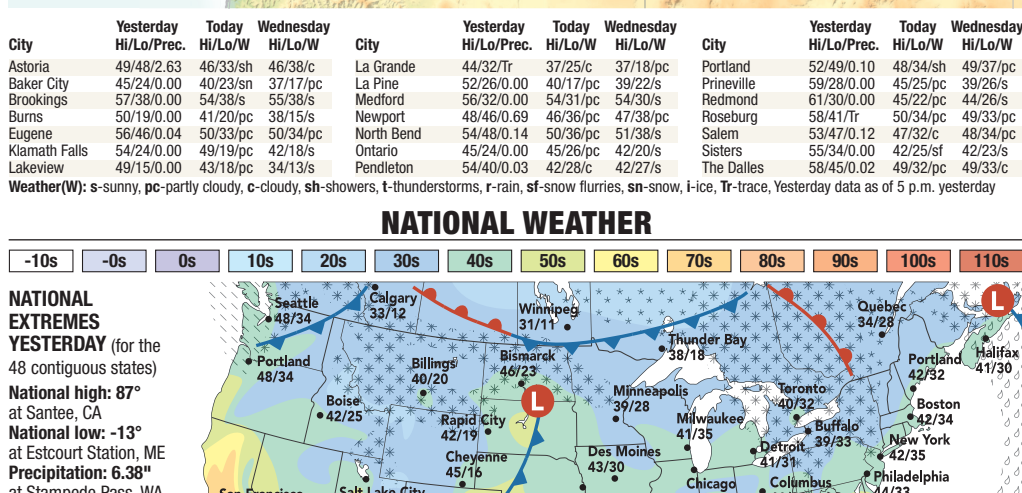 Yesterday Today Wednesday
City Hi/Lo/Prec. Hi/Lo/W Hi/Lo/W
Astoria 49/48/2.63 46/33/sh 46/38/c
Baker City 45/24/0.00 40/23/sn 37/17/pc
Brookings 57/38/0.00 54/38/s 55/38/s
Burns 50/19/0.00 41/20/pc 38/15/s
Eugene 56/46/0.04 50/33/pc 50/34/pc
Klamath Falls 54/24/0.00 49/19/pc 42/18/s
Lakeview 49/15/0.00 43/18/pc 34/13/s
Yesterday Today Wednesday
City Hi/Lo/Prec. Hi/Lo/W Hi/Lo/W
La Grande 44/32/Tr 37/25/c 37/18/pc
La Pine 52/26/0.00 40/17/pc 39/22/s
Medford 56/32/0.00 54/31/pc 54/30/s
Newport 48/46/0.69 46/36/pc 47/38/pc
North Bend 54/48/0.14 50/36/pc 51/38/s
Ontario 45/24/0.00 45/26/pc 42/20/s
Pendleton 54/40/0.03 42/28/c 42/27/s
Yesterday Today Wednesday
City Hi/Lo/Prec. Hi/Lo/W Hi/Lo/W
Portland 52/49/0.10 48/34/sh 49/37/pc
Prineville 59/28/0.00 45/25/pc 39/26/s
Redmond 61/30/0.00 45/22/pc 44/26/s
Roseburg 58/41/Tr 50/34/pc 49/33/pc
Salem 53/47/0.12 47/32/c 48/34/pc
Sisters 55/34/0.00 42/25/sf 42/23/s
The Dalles 58/45/0.02 49/32/pc 49/33/c
Weather(W): s-sunny, pc-partly cloudy, c-cloudy, sh-showers, t-thunderstorms, r-rain, sf-snow flurries, sn-snow, i-ice, Tr-trace, Yesterday data as of 5 p.m. yesterday
NATIONAL WEATHER
-10s -0s 0s 10s 20s 30s 40s 50s 60s 70s 80s 90s 100s 110s
NATIONAL
EXTREMES
YESTERDAY (for the
48 contiguous states)
National high: 87°
at Santee, CA
National low: -13°
at Estcourt Station, ME
Precipitation: 6.38"
at Stampede Pass, WA
Seattle
48/34
Calgary
33/12
Winnipeg
31/11
Quebec
34/28
L
Thunder Bay
38/18
Halifax
41/30
Portland
48/34
Billings
40/20
Bismarck
46/23
Portland
42/32
Boise
42/25
L
Minneapolis
39/28
Toronto
40/32
Boston
42/34
Rapid City
42/19
Milwaukee
41/35
Buffalo
39/33
New York
42/35
Cheyenne
45/16
Des Moines
43/30
Detroit
41/31
Philadelphia
44/33
San Francisco
Salt Lake City
Chicago
Columbus